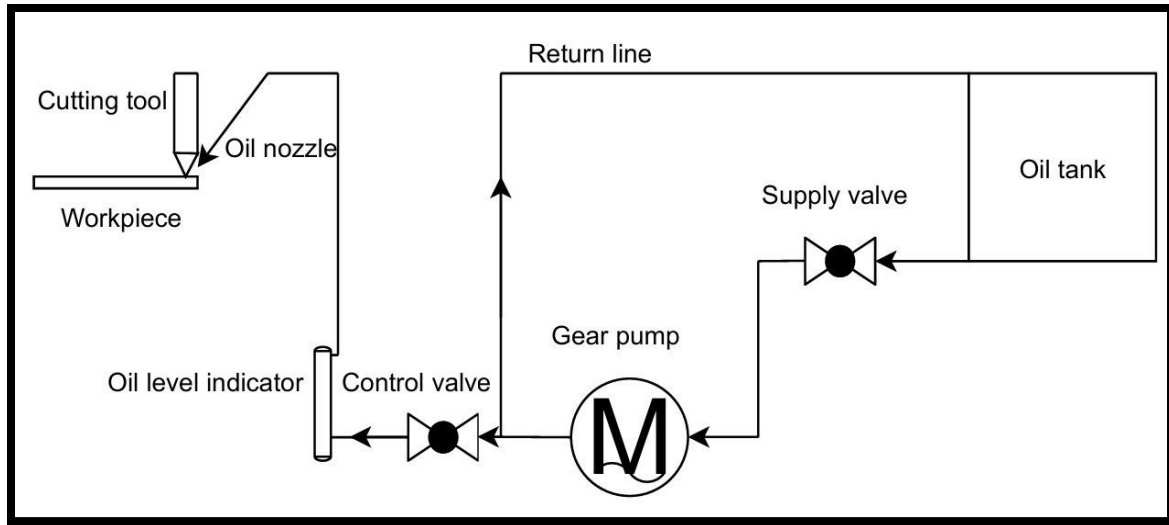 Return line
Cutting tool
Oil nozzle
Oil tank
Workpiece
Supply valve
Gear pump
Oil level indicator
Control valve
M